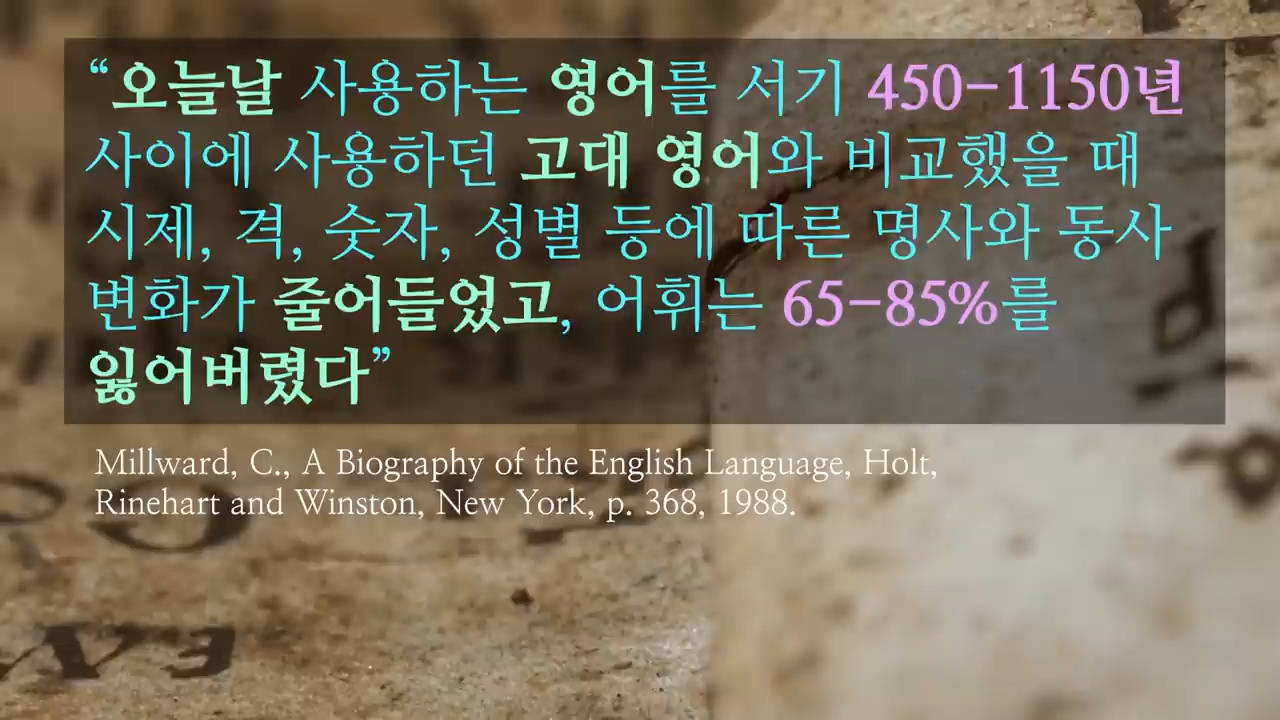 “오늘날 사용하는 영어를 서기 450-1150년
사이에 사용하던 고대 영어와 비교했을 때
시제, 격, 숫자, 성별 등에 따른 명사와 동사
변화가 줄어들었고, 어휘는 65-85%를
잃어버렸다”
Millward, C., A Biography of the English Language, Holt,
Rinehart and Winston, New York, p. 368, 1988.